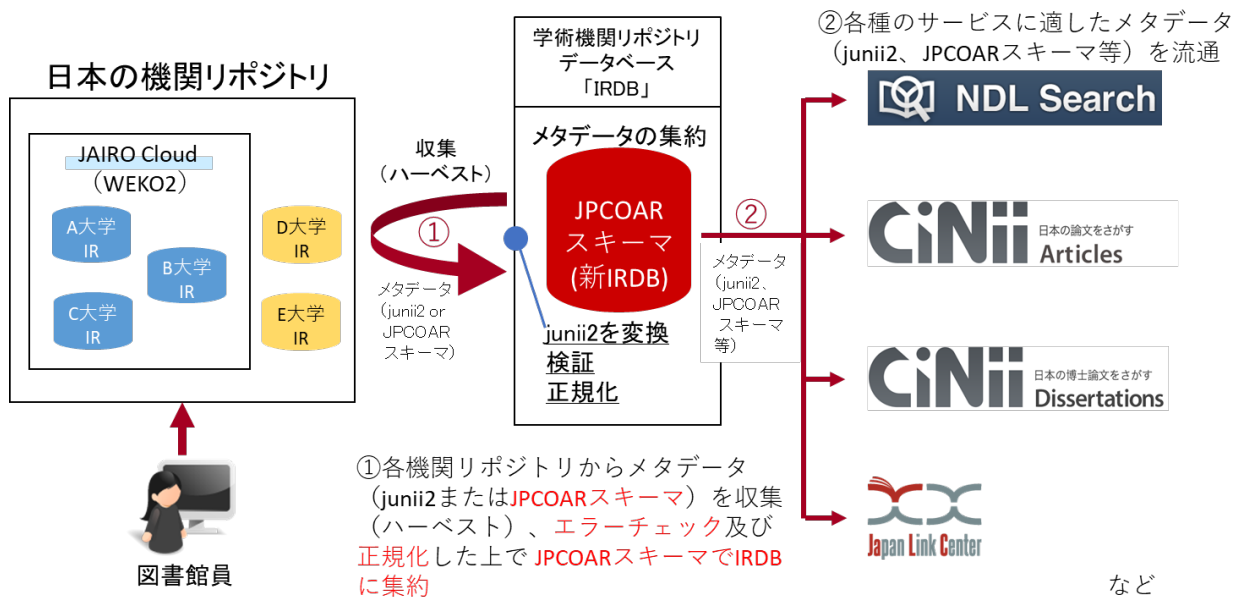 日本の機関リポジトリ
JAIRO Cloud
（WEKO2）
A大学
IR
B大学
IR
C大学
IR
D大学
IR
E大学
IR
図書館員
収集
（ハーベスト）
①
メタデータ
（junii2 or
JPCOAR
スキーマ）
学術機関リポジトリ
データベース
「IRDB」
メタデータの集約
JPCOAR
スキーマ
(新IRDB)
junii2を変換
検証
正規化
②
メタデータ
（junii2、
JPCOAR
スキーマ
等）
①各機関リポジトリからメタデータ
（junii2またはJPCOARスキーマ）を収集
（ハーベスト）、エラーチェック及び
正規化した上で JPCOARスキーマでIRDB
に集約
②各種のサービスに適したメタデータ
（junii2、JPCOARスキーマ等）を流通
NDL Search
CiNii 日本の論文をさがす
Articles
CiNii 日本の博士論文をさがす
Dissertations
Japan Link Center
など